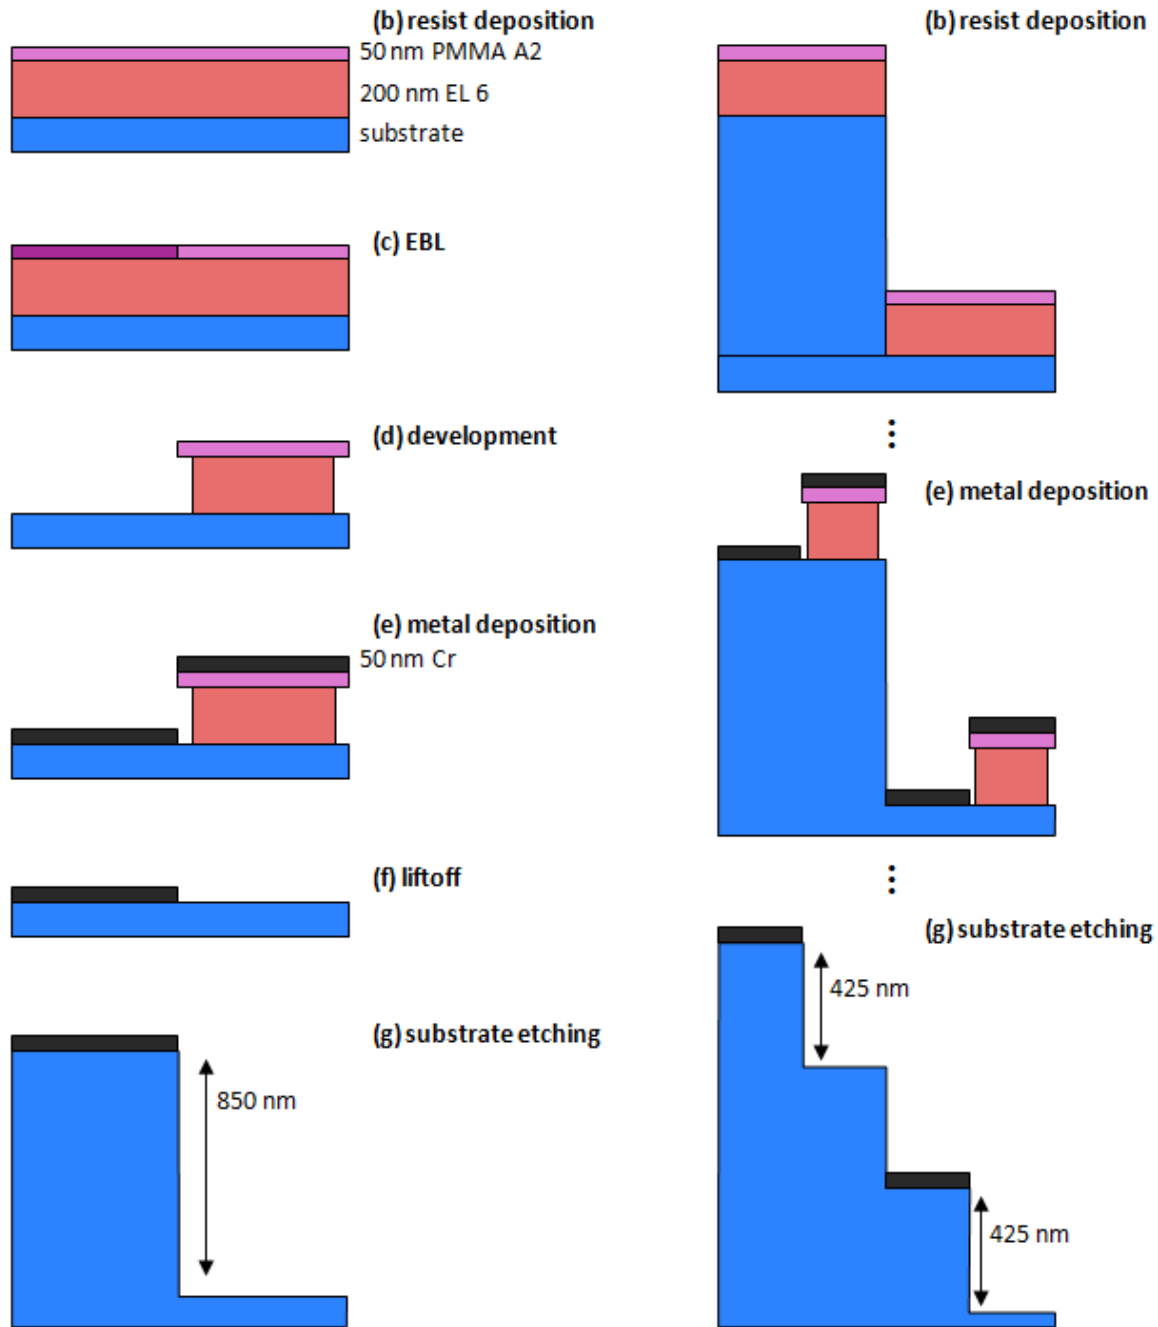 (b) resist deposition
50 nm PMMA A2
200 nm EL 6
substrate
(c) EBL
(d) development
(e) metal deposition
50 nm Cr
(f) liftoff
(g) substrate etching
850 nm
(b) resist deposition
(e) metal deposition
(g) substrate etching
425 nm
425 nm